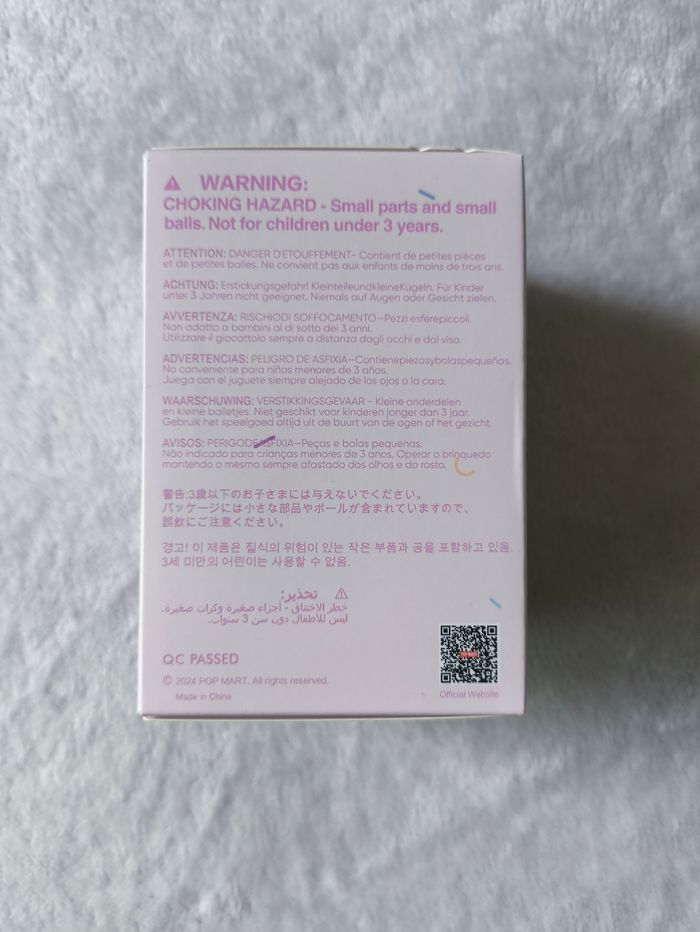 WARNING:
CHOKING HAZARD - Small parts and small
balls. Not for children under 3 years.
ATTENTION: DANGER D'ETOUFFEMENT- Contient de petites pièces
et de petites balles. Ne convient pas aux enfants de moins de trois ans.
ACHTUNG: Erstickungsgefahr! KleinteileundkleineKugeln. Für Kinder
unter 3 Jahren nicht geeignet. Niemals auf Augen oder Gesicht zielen.
AVVERTENZA: RISCHIODI SOFFOCAMENTO—Pezzi esferepiccoli.
Non adatto a bambini al di sotto dei 3 anni.
Utilizzare il giocattolo sempre a distanza dagli occhi e dal viso.
ADVERTENCIAS: PELIGRO DE ASFIXIA—Contienepiezasybolaspequeñas.
No conveniente para niños menores de 3 años.
Juega con el juguete siempre alejado de los ojos o la cara.
WAARSCHUWING: VERSTIKKINGSGEVAAR - Kleine onderdelen
en kleine balletjes. Niet geschikt voor kinderen jonger dan 3 jaar.
Gebruik het speelgoed altijd uit de buurt van de ogen of het gezicht.
AVISOS: PERIGODEASFIXIA—Peças e bolas pequenas.
Não indicado para crianças menores de 3 anos. Operar o brinquedo
mantendo o mesmo sempre afastado dos olhos e do rosto.
警告:3歳以下のお子さまには与えないでください。
パッケージには小さな部品やボールが含まれていますので、
誤飲にご注意ください。
경고! 이 제품은 질식의 위험이 있는 작은 부품과 공을 포함하고 있음.
3세 미만의 어린이는 사용할 수 없음.
تحذير:
خطر الاختناق - أجزاء صغيرة وكرات صغيرة.
ليس للأطفال دون سن 3 سنوات.
QC PASSED
© 2024 POP MART. All rights reserved.
Made in China
POP MART
Official Website